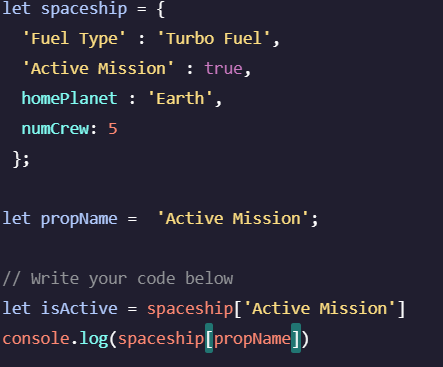 let spaceship = {
  'Fuel Type' : 'Turbo Fuel',
  'Active Mission' : true,
  homePlanet : 'Earth',
  numCrew: 5
 };
let propName =  'Active Mission';
// Write your code below
let isActive = spaceship['Active Mission']
console.log(spaceship[propName])